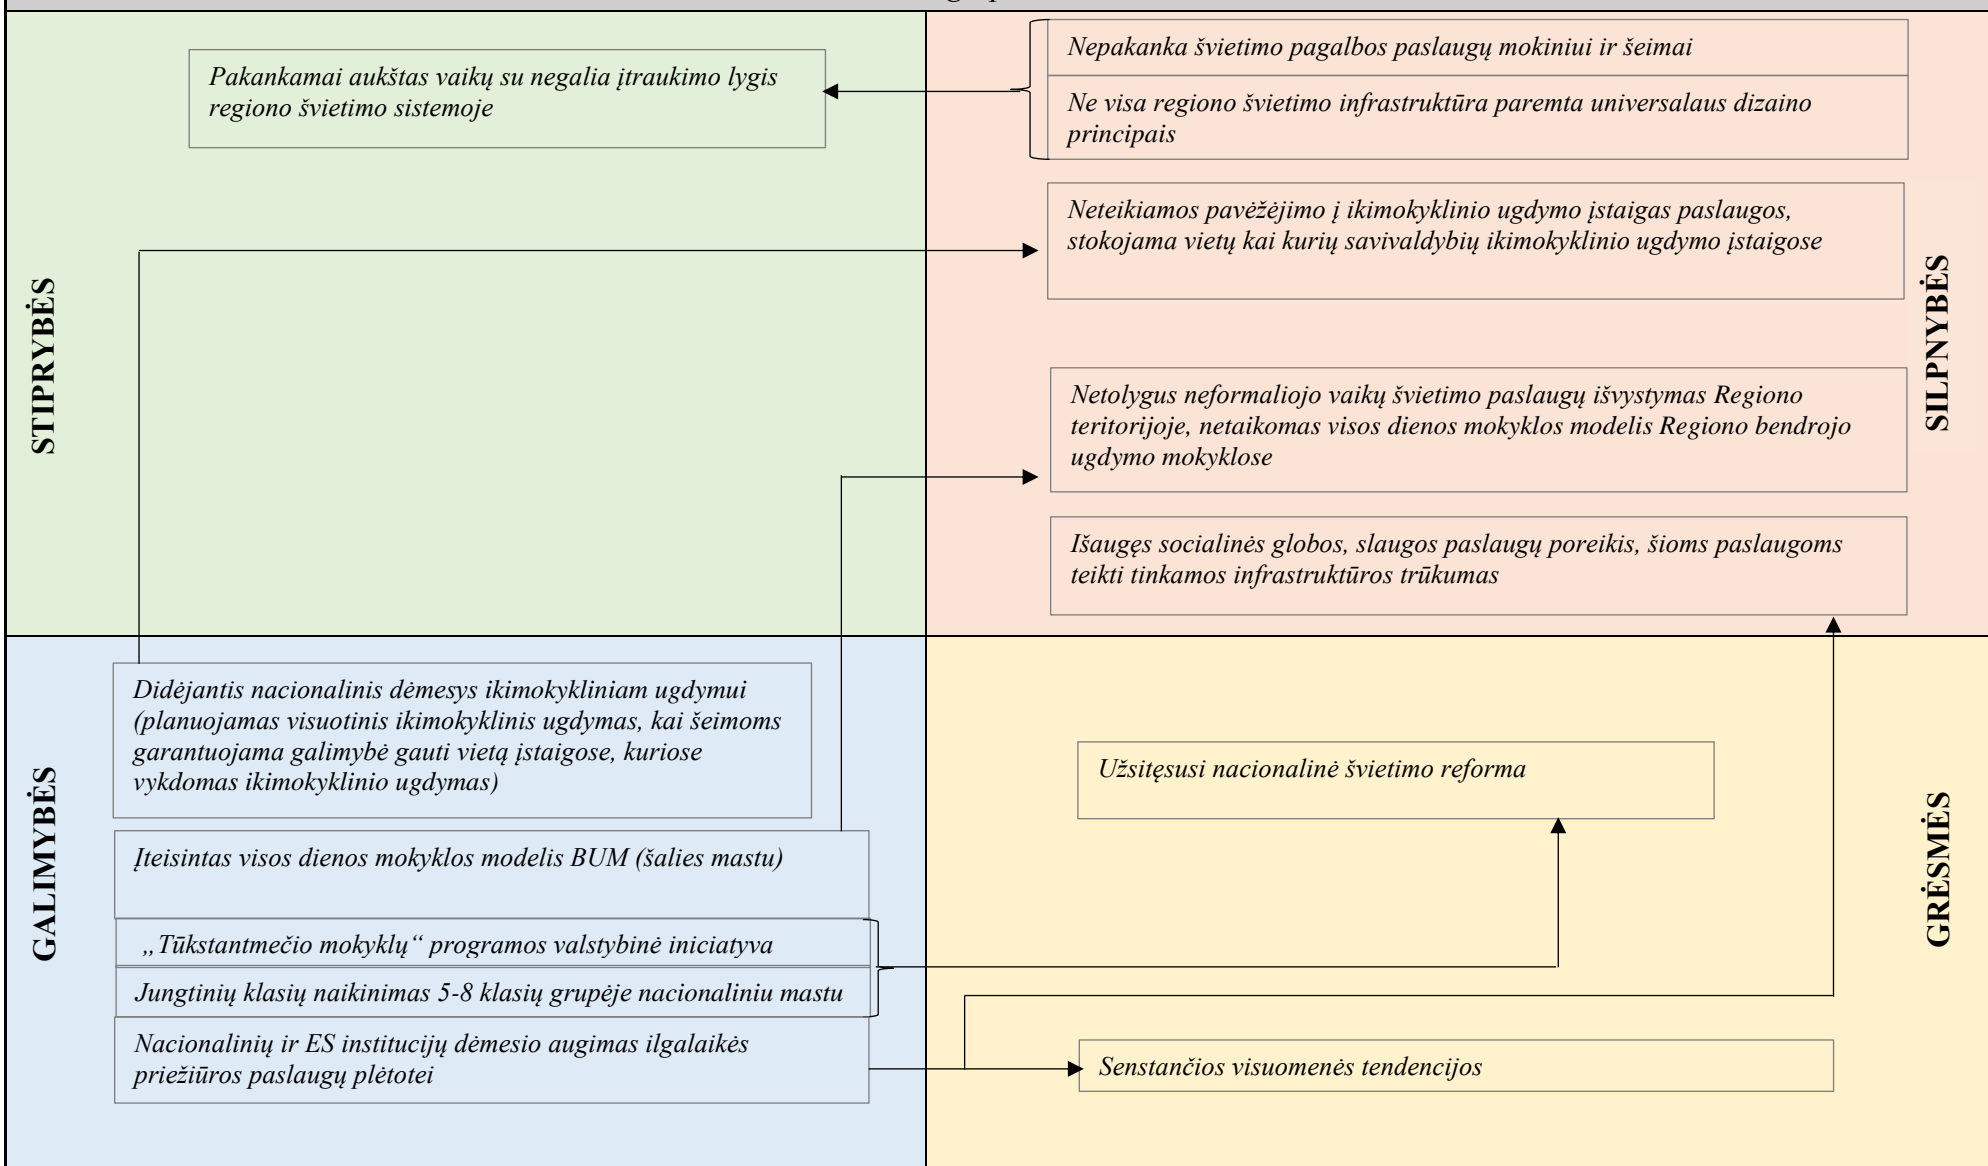 STIPRYBĖS
Pakankamai aukštas vaikų su negalia įtraukimo lygis
regiono švietimo sistemoje
Nepakanka švietimo pagalbos paslaugų mokiniui ir šeimai
Ne visa regiono švietimo infrastruktūra paremta universalaus dizaino
principais
Neteikiamos pavėžėjimo į ikimokyklinio ugdymo įstaigas paslaugos,
stokojama vietų kai kurių savivaldybių ikimokyklinio ugdymo įstaigose
Netolygus neformaliojo vaikų švietimo paslaugų išvystymas Regiono
teritorijoje, netaikomas visos dienos mokyklos modelis Regiono bendrojo
ugdymo mokyklose
Išaugęs socialinės globos, slaugos paslaugų poreikis, šioms paslaugoms
teikti tinkamos infrastruktūros trūkumas
SILPNYBĖS
GALIMYBĖS
Didėjantis nacionalinis dėmesys ikimokykliniam ugdymui
(planuojamas visuotinis ikimokyklinis ugdymas, kai šeimoms
garantuojama galimybė gauti vietą įstaigose, kuriose
vykdomas ikimokyklinio ugdymas)
Įteisintas visos dienos mokyklos modelis BUM (šalies mastu)
„Tūkstantmečio mokyklų“ programos valstybinė iniciatyva
Jungtinių klasių naikinimas 5-8 klasių grupėje nacionaliniu mastu
Nacionalinių ir ES institucijų dėmesio augimas ilgalaikės
priežiūros paslaugų plėtotei
Užsitęsusi nacionalinė švietimo reforma
Senstančios visuomenės tendencijos
GRĖSMĖS